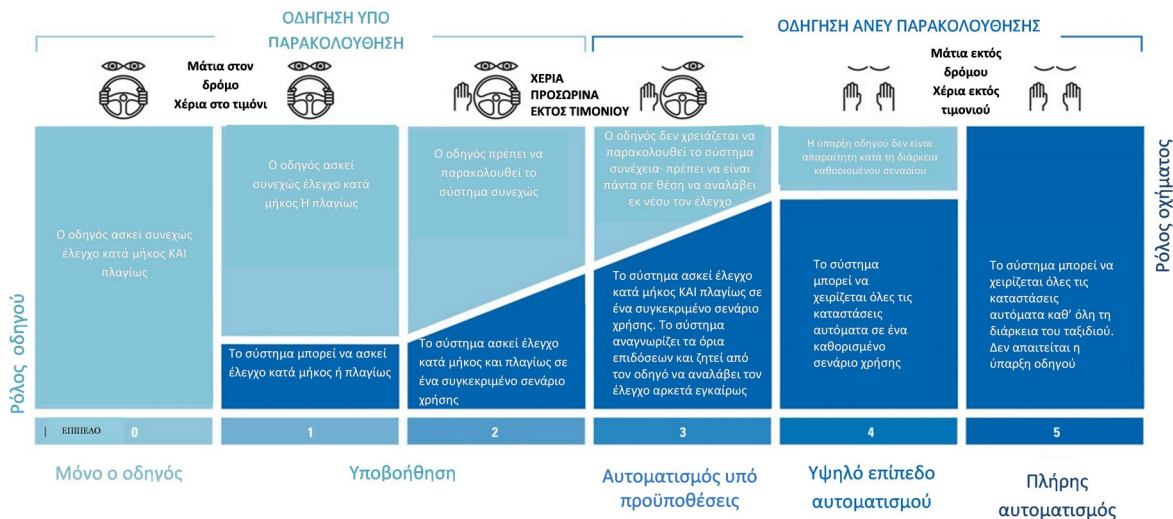 ΟΔΗΓΗΣΗ ΥΠΟ
ΠΑΡΑΚΟΛΟΥΘΗΣΗ
ΟΔΗΓΗΣΗ ΑΝΕΥ ΠΑΡΑΚΟΛΟΥΘΗΣΗΣ
Μάτια στον
δρόμο
Χέρια στο τιμόνι
ΧΕΡΙΑ
ΠΡΟΣΩΡΙΝΑ
ΕΚΤΟΣ ΤΙΜΟΝΙΟΥ
Μάτια εκτός
δρόμου
Χέρια εκτός
τιμονιού
Ρόλος οδηγού
Ο οδηγός ασκεί συνεχώς
έλεγχο κατά μήκος ΚΑΙ
πλαγίως
Ο οδηγός ασκεί
συνεχώς έλεγχο κατά
μήκος Ή πλαγίως
Ο οδηγός πρέπει να
παρακολουθεί το
σύστημα συνεχώς
Ο οδηγός δεν χρειάζεται να
παρακολουθεί το σύστημα
συνέχεια· πρέπει να είναι
πάντα σε θέση να αναλάβει
εκ νέου τον έλεγχο
Η ύπαρξη οδηγού δεν είναι
απαραίτητη κατά τη διάρκεια
καθορισμένου σεναρίου
Το σύστημα μπορεί να ασκεί
έλεγχο κατά μήκος ή πλαγίως
Το σύστημα ασκεί έλεγχο
κατά μήκος και πλαγίως σε
ένα συγκεκριμένο σενάριο
χρήσης
Το σύστημα ασκεί έλεγχο
κατά μήκος ΚΑΙ πλαγίως σε
ένα συγκεκριμένο σενάριο
χρήσης. Το σύστημα
αναγνωρίζει τα όρια
επιδόσεων και ζητεί από
τον οδηγό να αναλάβει τον
έλεγχο αρκετά εγκαίρως
Το σύστημα
μπορεί να
χειρίζεται όλες τις
καταστάσεις
αυτόματα σε ένα
καθορισμένο
σενάριο χρήσης
Το σύστημα μπορεί να
χειρίζεται όλες τις
καταστάσεις
αυτόματα καθ’ όλη τη
διάρκεια του ταξιδιού.
Δεν απαιτείται η
ύπαρξη οδηγού
Ρόλος οχήματος
| ΕΠΙΠΕΔΟ 0 1 2 3 4 5
Μόνο ο οδηγός
Υποβοήθηση
Αυτοματισμός υπό
προϋποθέσεις
Υψηλό επίπεδο
αυτοματισμού
Πλήρης
αυτοματισμός